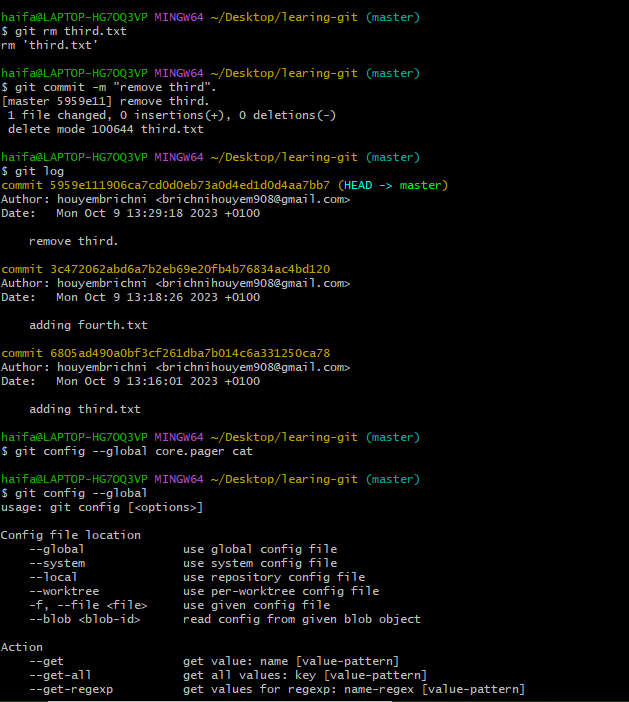 haifa@LAPTOP-HG7OQ3VP MINGW64 ~/Desktop/learing-git (master)
$ git rm third.txt
rm 'third.txt'
haifa@LAPTOP-HG7OQ3VP MINGW64 ~/Desktop/learing-git (master)
$ git commit -m "remove third".
[master 5959e11] remove third.
 1 file changed, 0 insertions(+), 0 deletions(-)
 delete mode 100644 third.txt
haifa@LAPTOP-HG7OQ3VP MINGW64 ~/Desktop/learing-git (master)
$ git log
commit 5959e111906ca7cd0d0eb73a0d4ed1d0d4aa7bb7 (HEAD -> master)
Author: houyembrichni <brichnihouyem908@gmail.com>
Date:   Mon Oct 9 13:29:18 2023 +0100
    remove third.
commit 3c472062abd6a7b2eb69e20fb4b76834ac4bd120
Author: houyembrichni <brichnihouyem908@gmail.com>
Date:   Mon Oct 9 13:18:26 2023 +0100
    adding fourth.txt
commit 6805ad490a0bf3cf261dba7b014c6a331250ca78
Author: houyembrichni <brichnihouyem908@gmail.com>
Date:   Mon Oct 9 13:16:01 2023 +0100
    adding third.txt
haifa@LAPTOP-HG7OQ3VP MINGW64 ~/Desktop/learing-git (master)
$ git config --global core.pager cat
haifa@LAPTOP-HG7OQ3VP MINGW64 ~/Desktop/learing-git (master)
$ git config --global
usage: git config [<options>]
Config file location
    --global              use global config file
    --system              use system config file
    --local               use repository config file
    --worktree            use per-worktree config file
    -f, --file <file>     use given config file
    --blob <blob-id>      read config from given blob object
Action
    --get                 get value: name [value-pattern]
    --get-all             get all values: key [value-pattern]
    --get-regexp          get values for regexp: name-regex [value-pattern]